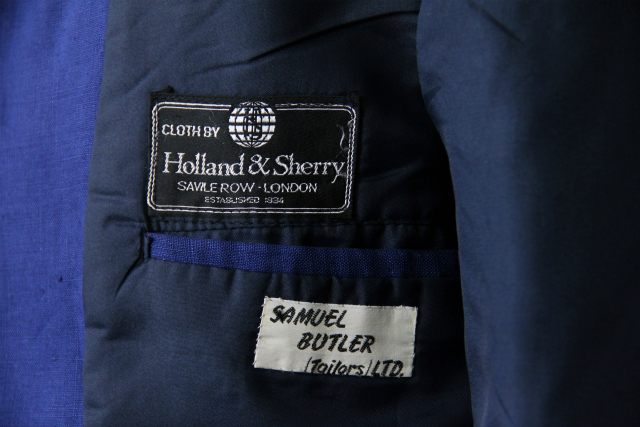 CLOTH BY
Holland & Sherry
SAVILE ROW - LONDON
ESTABLISHED 1834
SAMUEL
BUTLER
/Tailors/ LTD.